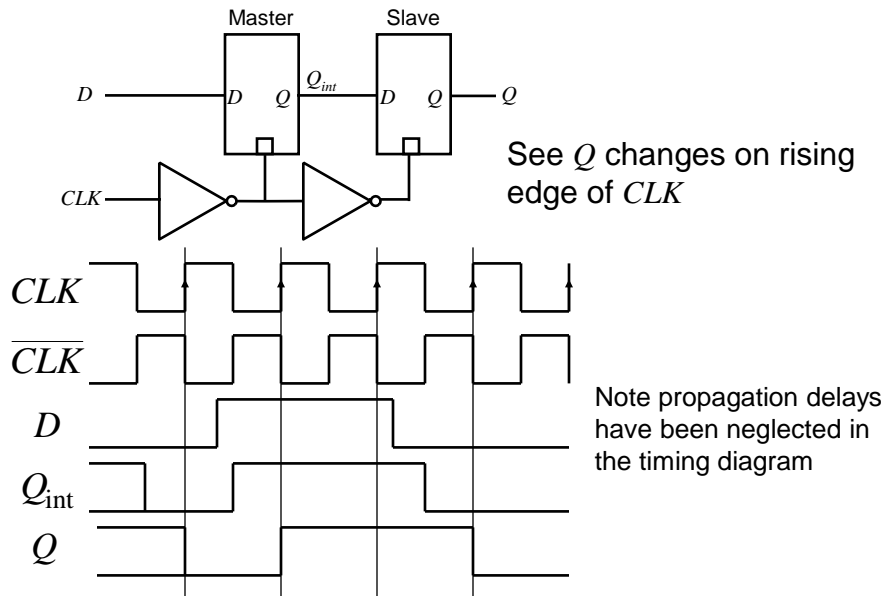 Master Slave
D D Q Q_int D Q Q
CLK
See Q changes on rising
edge of CLK
CLK
C̅L̅K̅
D
Q_int
Q
Note propagation delays
have been neglected in
the timing diagram